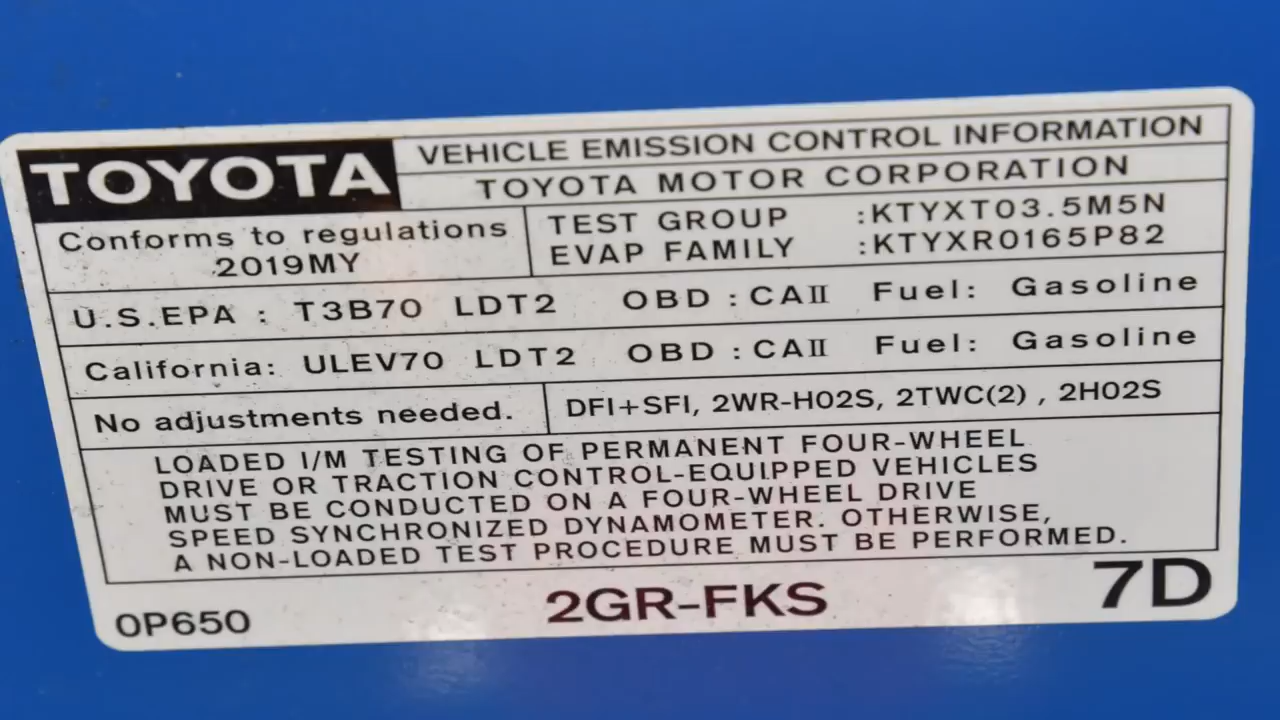 TOYOTA
VEHICLE EMISSION CONTROL INFORMATION
TOYOTA MOTOR CORPORATION
Conforms to regulations
2019MY
TEST GROUP :KTYXT03.5M5N
EVAP FAMILY :KTYXR0165P82
U.S.EPA : T3B70 LDT2 OBD : CAII Fuel: Gasoline
California: ULEV70 LDT2 OBD : CAII Fuel: Gasoline
No adjustments needed.
DFI+SFI, 2WR-HO2S, 2TWC(2) , 2HO2S
LOADED I/M TESTING OF PERMANENT FOUR-WHEEL
DRIVE OR TRACTION CONTROL-EQUIPPED VEHICLES
MUST BE CONDUCTED ON A FOUR-WHEEL DRIVE
SPEED SYNCHRONIZED DYNAMOMETER. OTHERWISE,
A NON-LOADED TEST PROCEDURE MUST BE PERFORMED.
0P650
2GR-FKS
7D